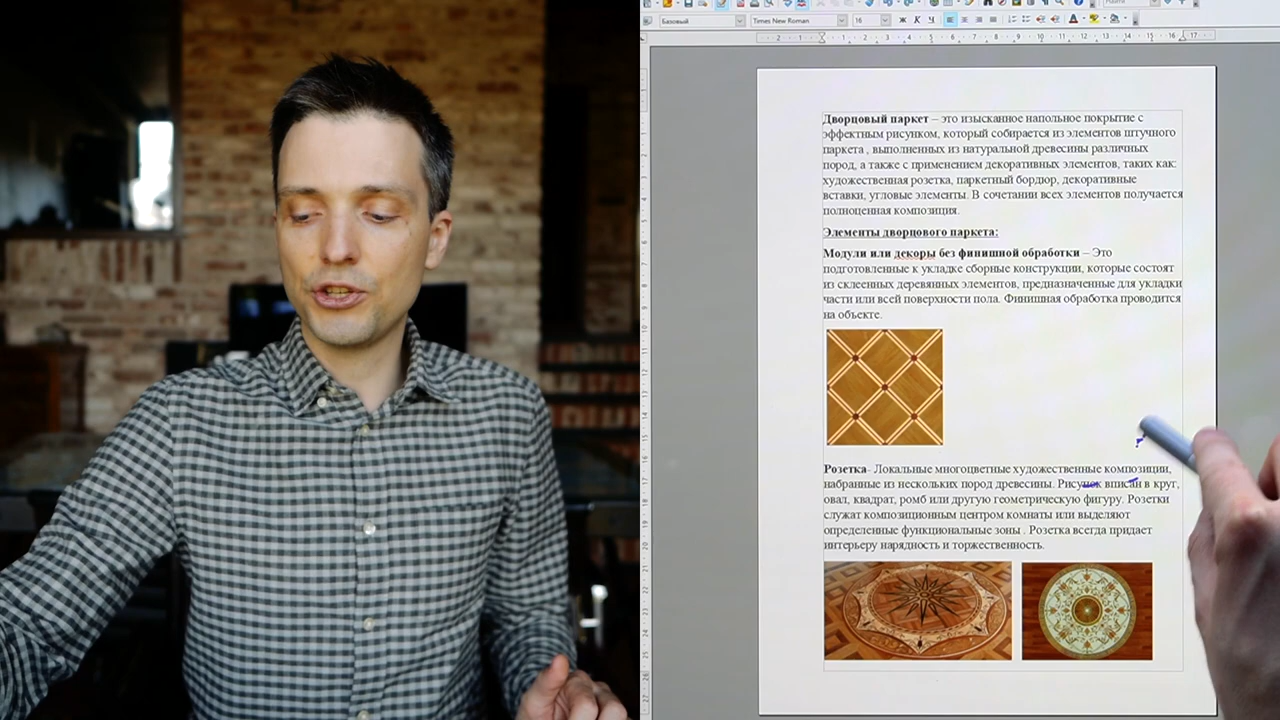 Базовый
Times New Roman
16
Ж К Ч
Дворцовый паркет – это изысканное напольное покрытие с
эффектным рисунком, который собирается из элементов штучного
паркета , выполненных из натуральной древесины различных
пород, а также с применением декоративных элементов, таких как:
художественная розетка, паркетный бордюр, декоративные
вставки, угловые элементы. В сочетании всех элементов получается
полноценная композиция.
Элементы дворцового паркета:
Модули или декоры без финишной обработки – Это
подготовленные к укладке сборные конструкции, которые состоят
из склеенных деревянных элементов, предназначенные для укладки
части или всей поверхности пола. Финишная обработка проводится
на объекте.
Розетка- Локальные многоцветные художественные композиции,
набранные из нескольких пород древесины. Рисунок вписан в круг,
овал, квадрат, ромб или другую геометрическую фигуру. Розетки
служат композиционным центром комнаты или выделяют
определенные функциональные зоны . Розетка всегда придает
интерьеру нарядность и торжественность.